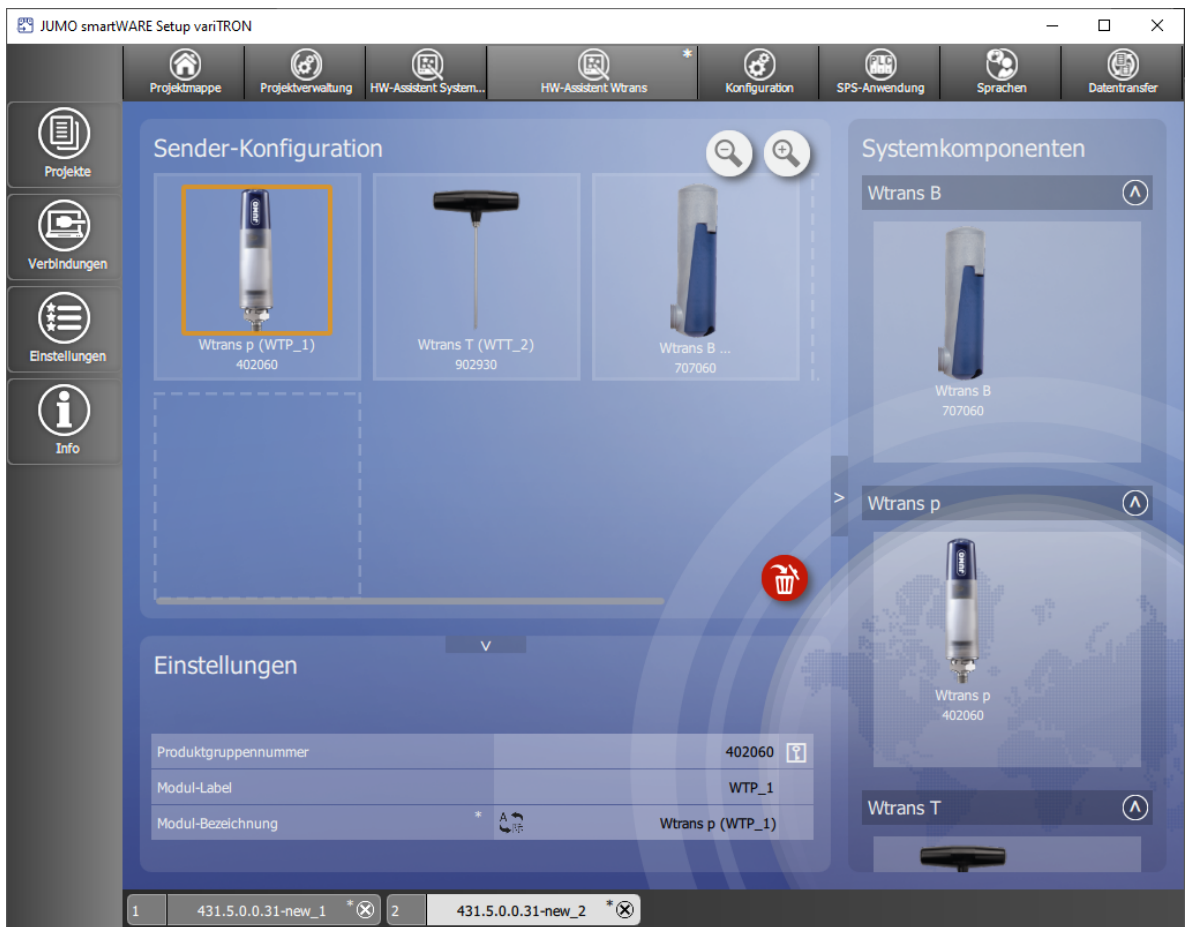 JUMO smartWARE Setup variTRON
Projektmappe
Projektverwaltung
HW-Assistent System...
HW-Assistent Wtrans
*
Konfiguration
PLC
SPS-Anwendung
Sprachen
Datentransfer
Projekte
Verbindungen
Einstellungen
Info
Sender-Konfiguration
JUMO
Wtrans p (WTP_1)
402060
Wtrans T (WTT_2)
902930
Wtrans B ...
707060
Systemkomponenten
Wtrans B
Wtrans B
707060
Wtrans p
JUMO
Wtrans p
402060
Wtrans T
Einstellungen
Produktgruppennummer 402060
Modul-Label WTP_1
Modul-Bezeichnung * Wtrans p (WTP_1)
1 431.5.0.0.31-new_1 *
2 431.5.0.0.31-new_2 *